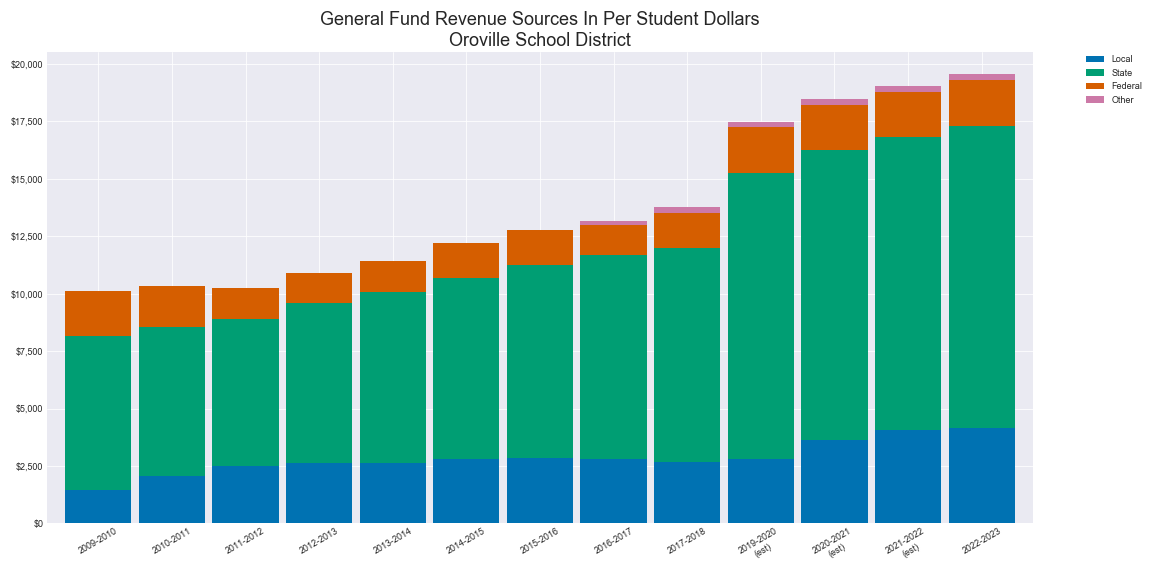 General Fund Revenue Sources In Per Student Dollars
Oroville School District
Local
State
Federal
Other
$20,000
$17,500
$15,000
$12,500
$10,000
$7,500
$5,000
$2,500
$0
2009-2010
2010-2011
2011-2012
2012-2013
2013-2014
2014-2015
2015-2016
2016-2017
2017-2018
2019-2020
(est)
2020-2021
(est)
2021-2022
(est)
2022-2023